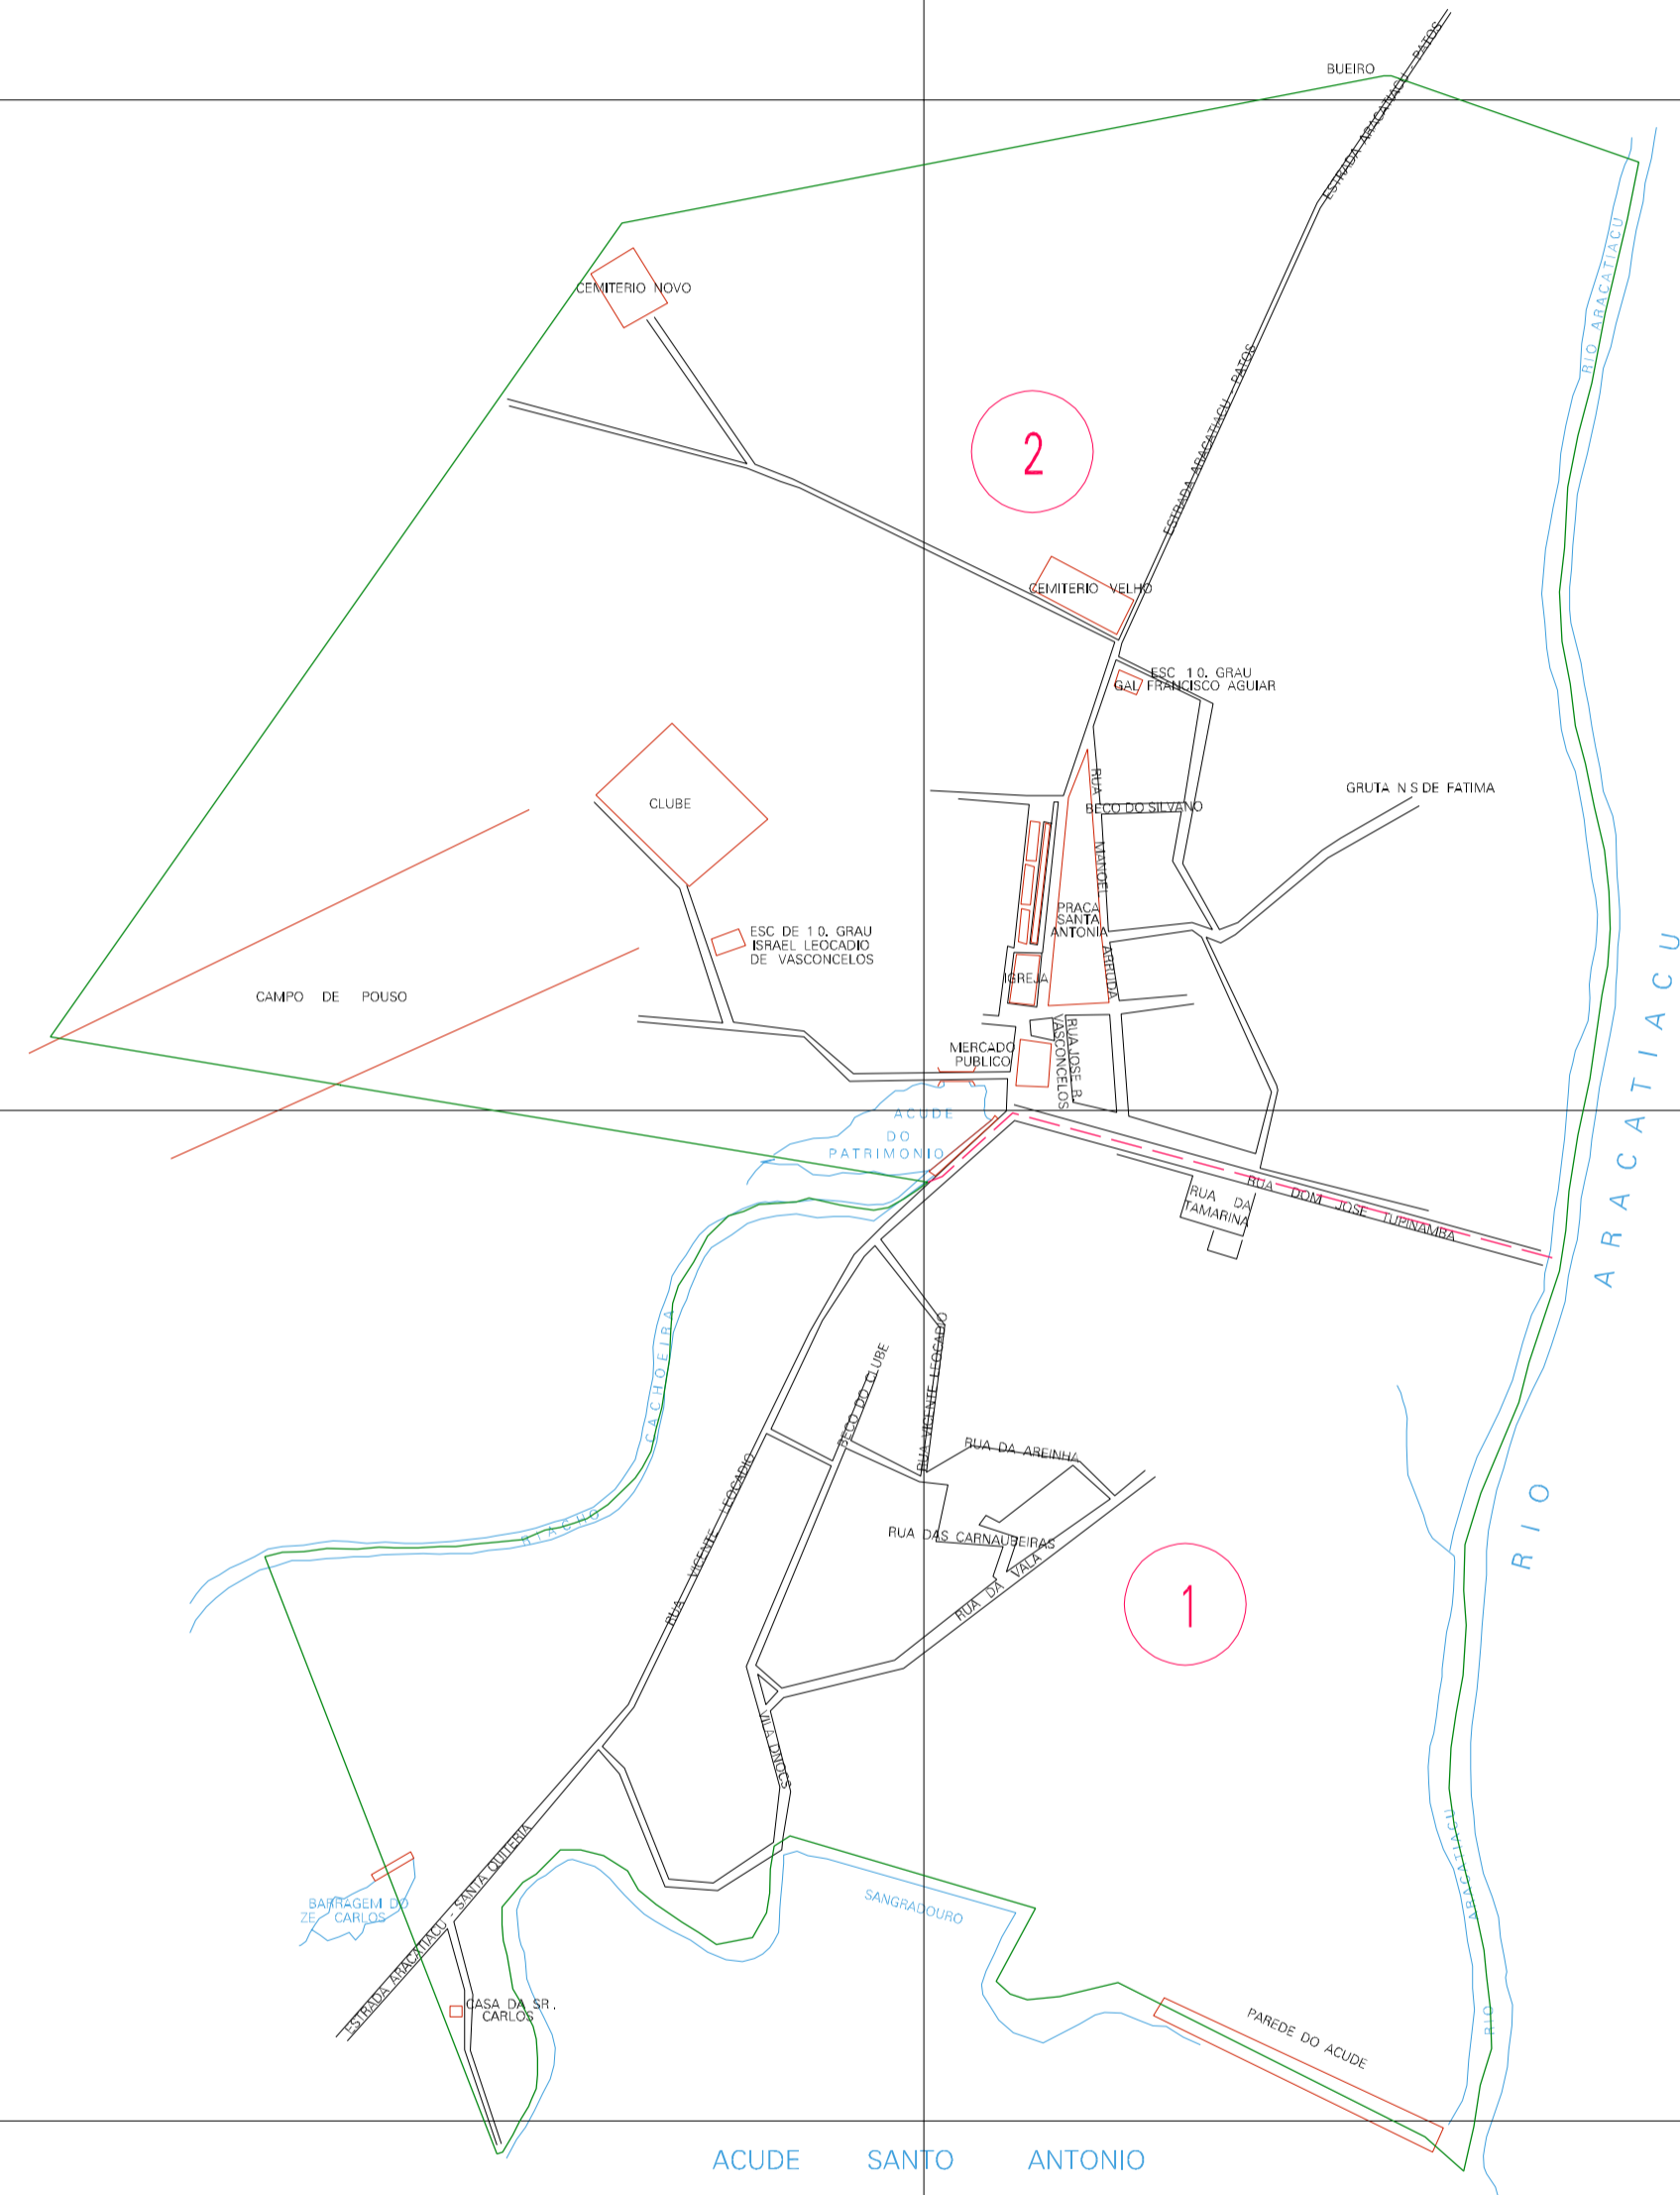 BUEIRO
ESTRADA ARACATIACU - PATOS
RIO ARACATIACU
CEMITERIO NOVO
2
ESTRADA ARACATIACU - PATOS
CEMITERIO VELHO
ESC 1 0. GRAU
GAL FRANCISCO AGUIAR
GRUTA N S DE FATIMA
CLUBE
RUA MANOEL ARRUDA
BECO DO SILVANO
PRACA
SANTA
ANTONIA
ESC DE 1 0. GRAU
ISRAEL LEOCADIO
DE VASCONCELOS
IGREJA
CAMPO DE POUSO
MERCADO
PUBLICO
RUA JOSE R.
VASCONCELOS
ACUDE
DO
PATRIMONIO
RUA DA
TAMARINA
RUA DOM JOSE TUPINAMBA
RIO ARACATIACU
RIACHO CACHOEIRA
RUA VICENTE LEOCADIO
BECO DO CLUBE
RUA VICENTE LEOCADIO
RUA DA AREINHA
RUA DAS CARNAUBEIRAS
RUA DA VALA
1
VILA DNOCS
ESTRADA ARACATIACU - SANTA QUITERIA
BARRAGEM DO
ZE CARLOS
SANGRADOURO
RIO ARACATIACU
CASA DA SR.
CARLOS
PAREDE DO ACUDE
ACUDE SANTO ANTONIO